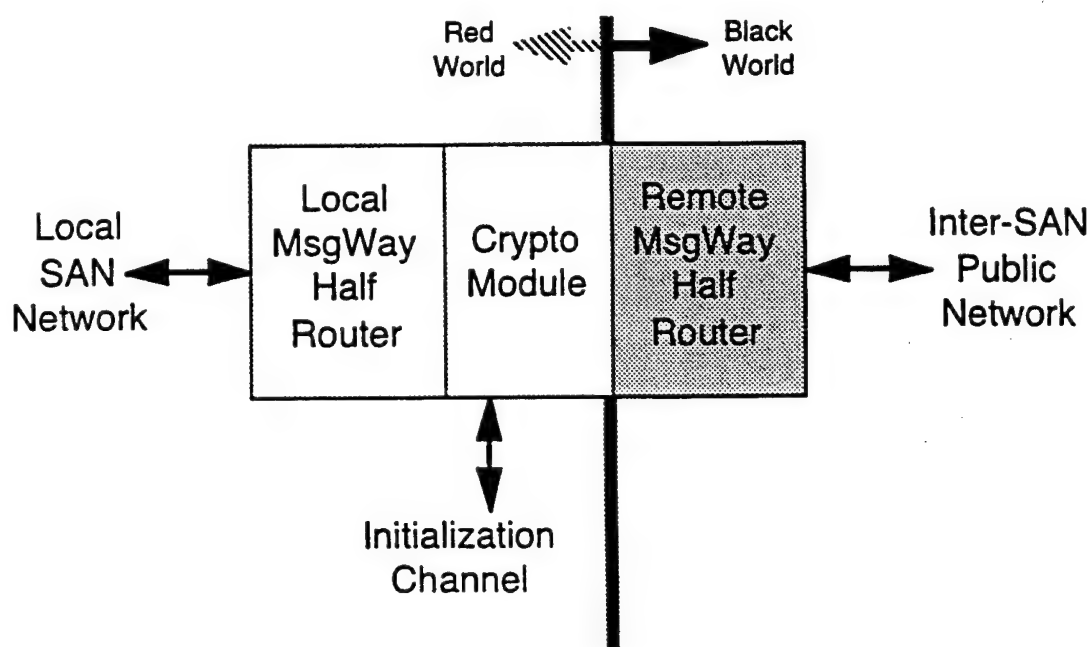 Red
World
Black
World
Local
SAN
Network
Local
MsgWay
Half
Router
Crypto
Module
Remote
MsgWay
Half
Router
Inter-SAN
Public
Network
Initialization
Channel